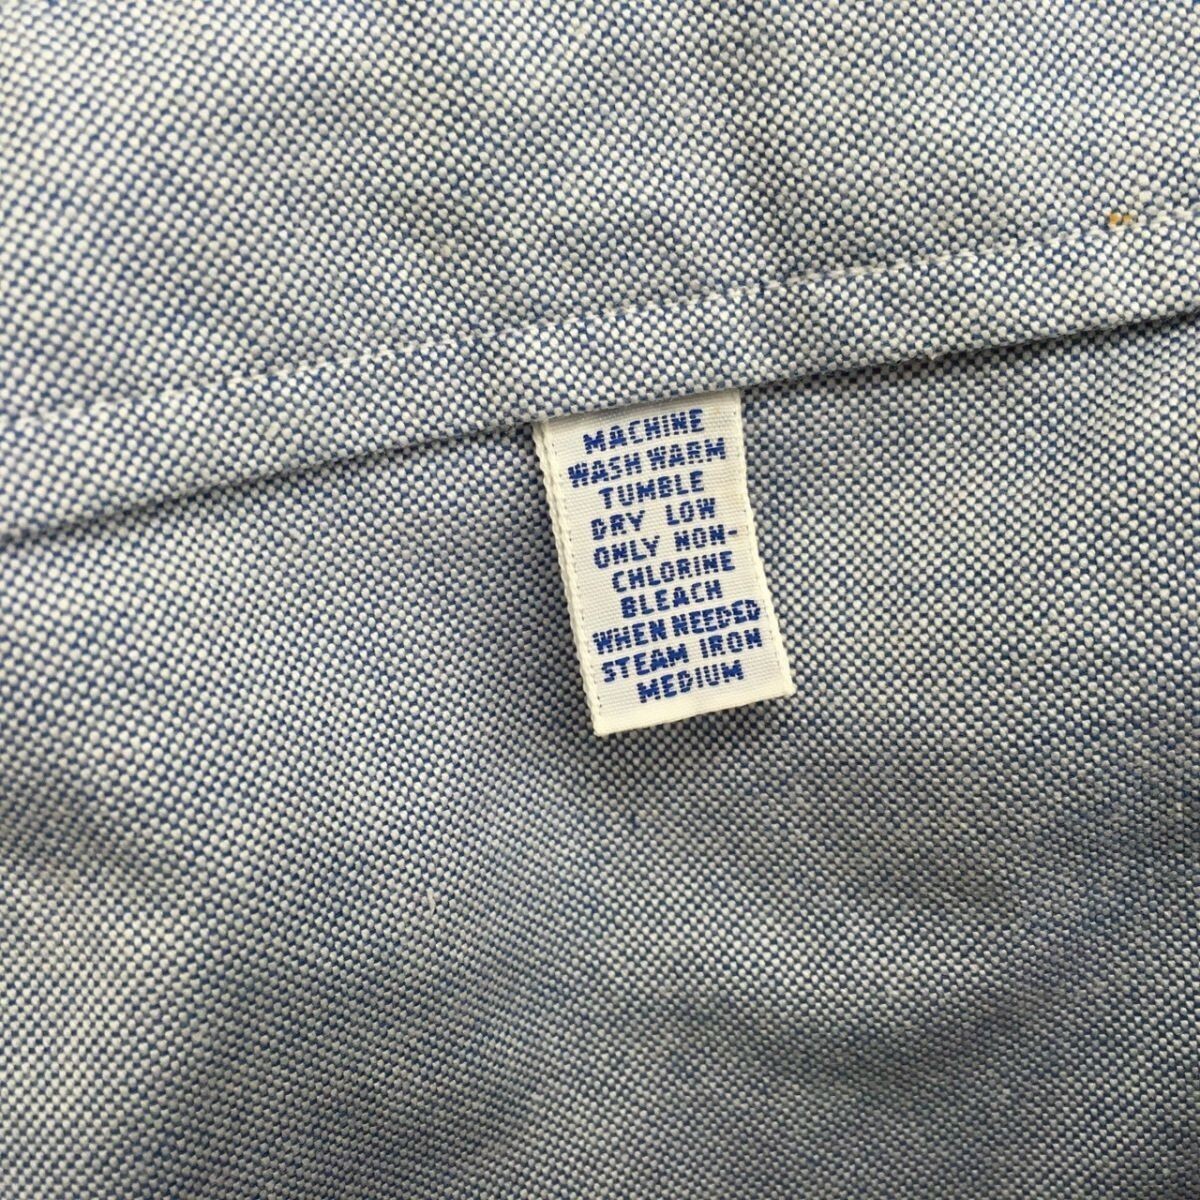 MACHINE
WASH WARM
TUMBLE
DRY LOW
ONLY NON-
CHLORINE
BLEACH
WHEN NEEDED
STEAM IRON
MEDIUM